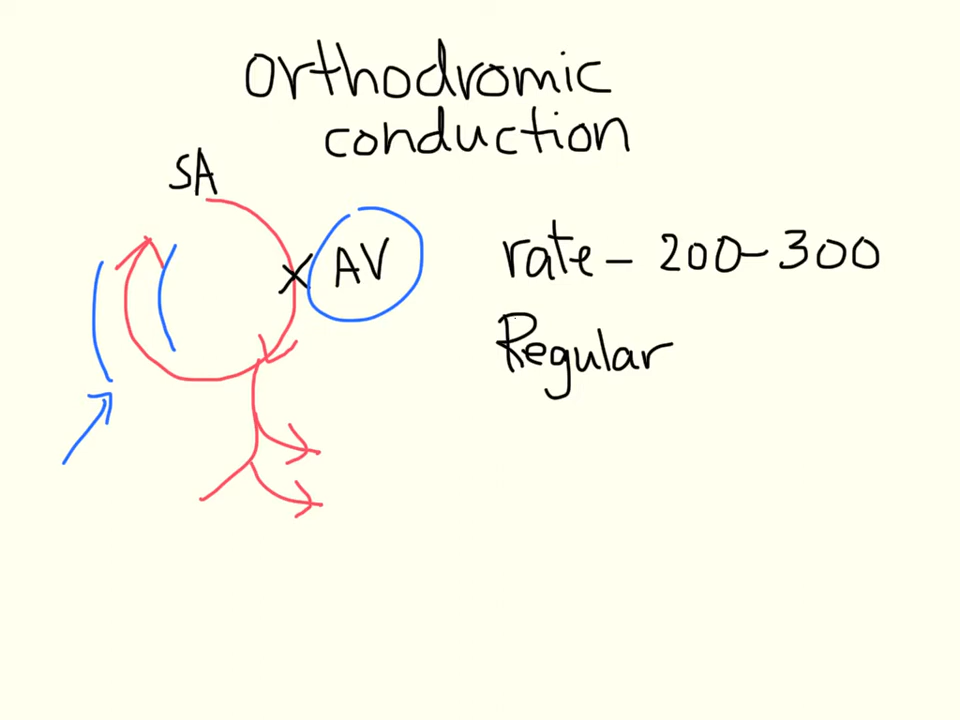 Orthodromic
conduction
SA
AV
rate - 200-300
Regular